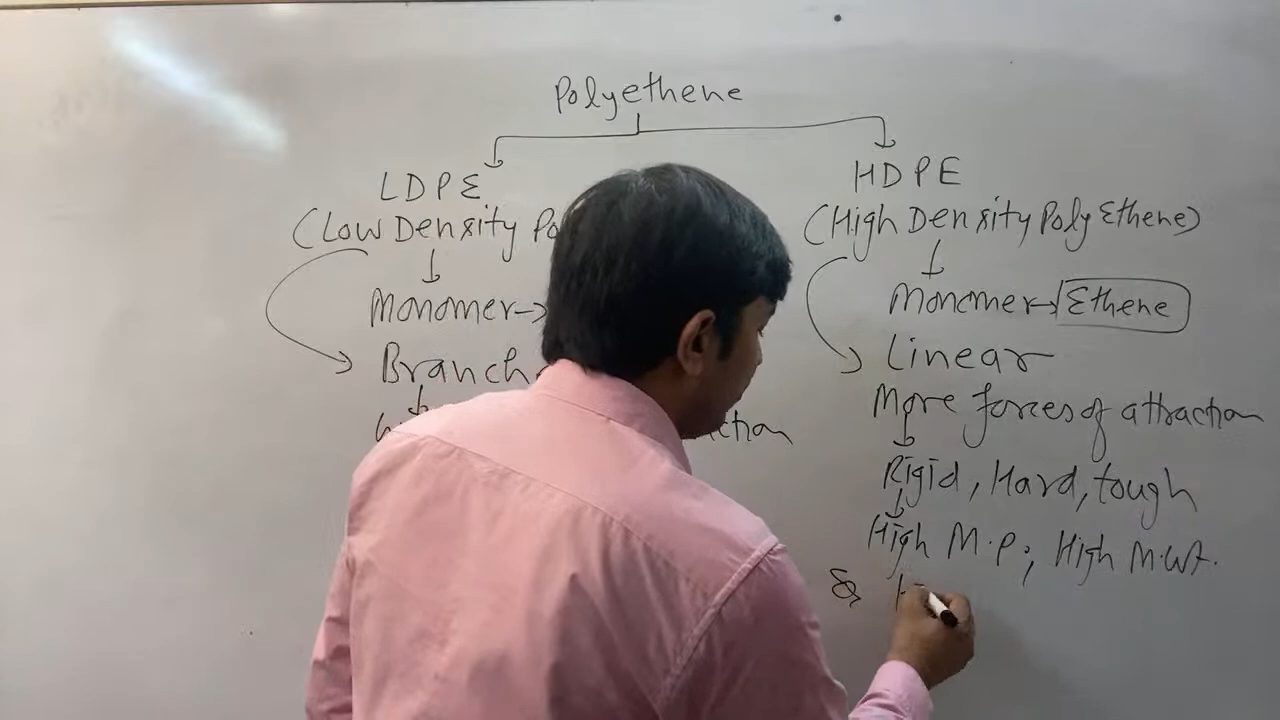 Polyethene
LDPE
(Low Density Po
Monomer→
Branch
ction
HDPE
(High Density Poly Ethene)
Monomer→ Ethene
Linear
More forces of attraction
Rigid, Hard, tough
High M.P; High M.wt.
&